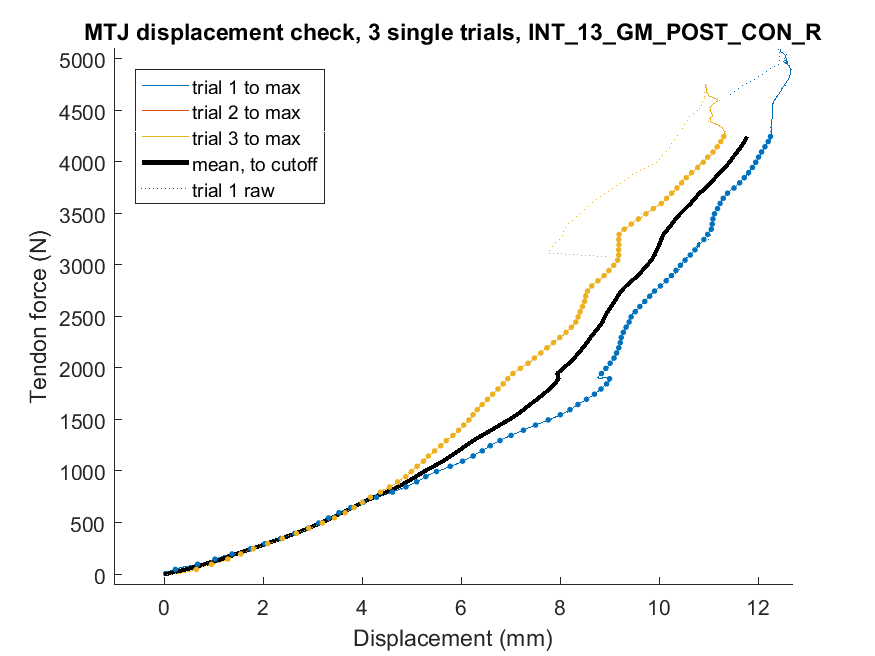 MTJ displacement check, 3 single trials, INT_13_GM_POST_CON_R
trial 1 to max
trial 2 to max
trial 3 to max
mean, to cutoff
trial 1 raw
5000
4500
4000
3500
3000
2500
2000
1500
1000
500
0
Tendon force (N)
0 2 4 6 8 10 12
Displacement (mm)